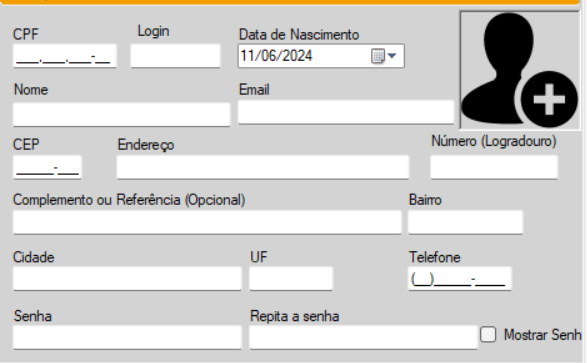 CPF Login Data de Nascimento
___.___.___-__ 11/06/2024
Nome Email
CEP Endereço Número (Logradouro)
_____-___
Complemento ou Referência (Opcional) Bairro
Cidade UF Telefone
(__)_____-____
Senha Repita a senha
Mostrar Senh